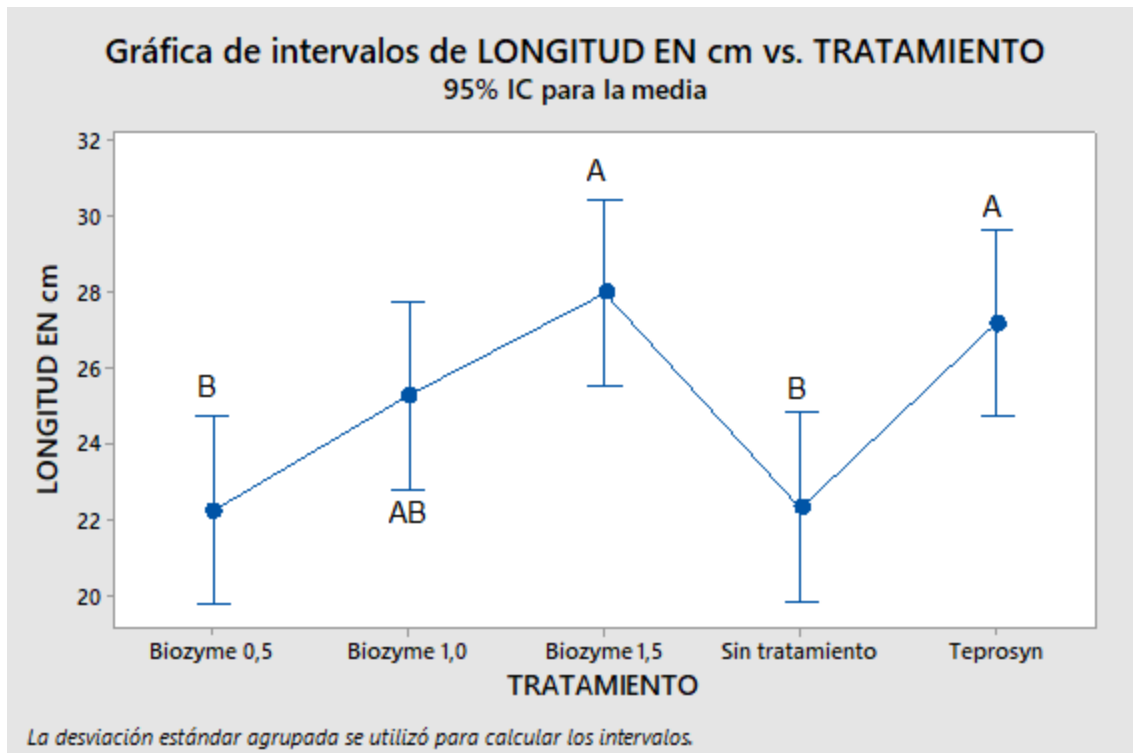 Gráfica de intervalos de LONGITUD EN cm vs. TRATAMIENTO
95% IC para la media
LONGITUD EN cm
32
30
28
26
24
22
20
B
AB
A
B
A
Biozyme 0,5
Biozyme 1,0
Biozyme 1,5
Sin tratamiento
Teprosyn
TRATAMIENTO
La desviación estándar agrupada se utilizó para calcular los intervalos.